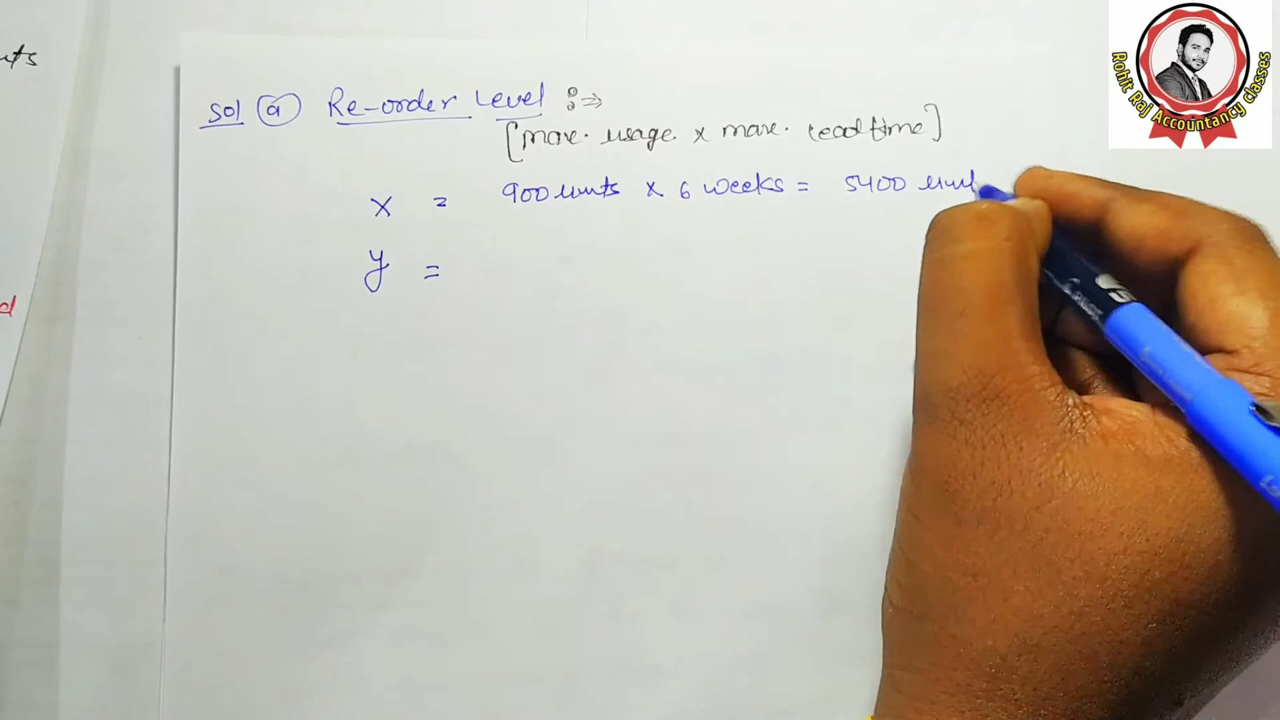 Sol (a) Re-order Level :⇒
[max. usage x max. lead time]
x = 900 units x 6 weeks = 5400 unit
y =
d
Rohit Raj Accountancy Classes